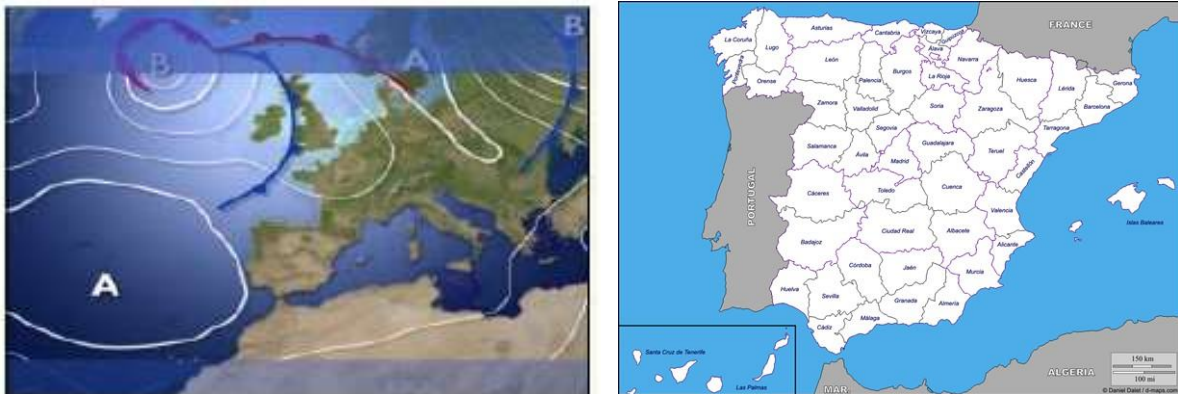 B
B
A
A
FRANCE
La Coruña
Lugo
Asturias
Cantabria
Vizcaya
Guipúzcoa
Álava
Navarra
Pontevedra
Orense
León
Palencia
Burgos
La Rioja
Huesca
Lérida
Gerona
Barcelona
Zamora
Valladolid
Soria
Zaragoza
Tarragona
Segovia
Salamanca
Ávila
Madrid
Guadalajara
Teruel
Castellón
PORTUGAL
Cáceres
Toledo
Cuenca
Valencia
Islas Baleares
Badajoz
Ciudad Real
Albacete
Alicante
Córdoba
Jaén
Murcia
Huelva
Sevilla
Granada
Almería
Málaga
Cádiz
Santa Cruz de Tenerife
Las Palmas
MAR.
ALGERIA
150 km
100 mi
© Daniel Dalet / d-maps.com